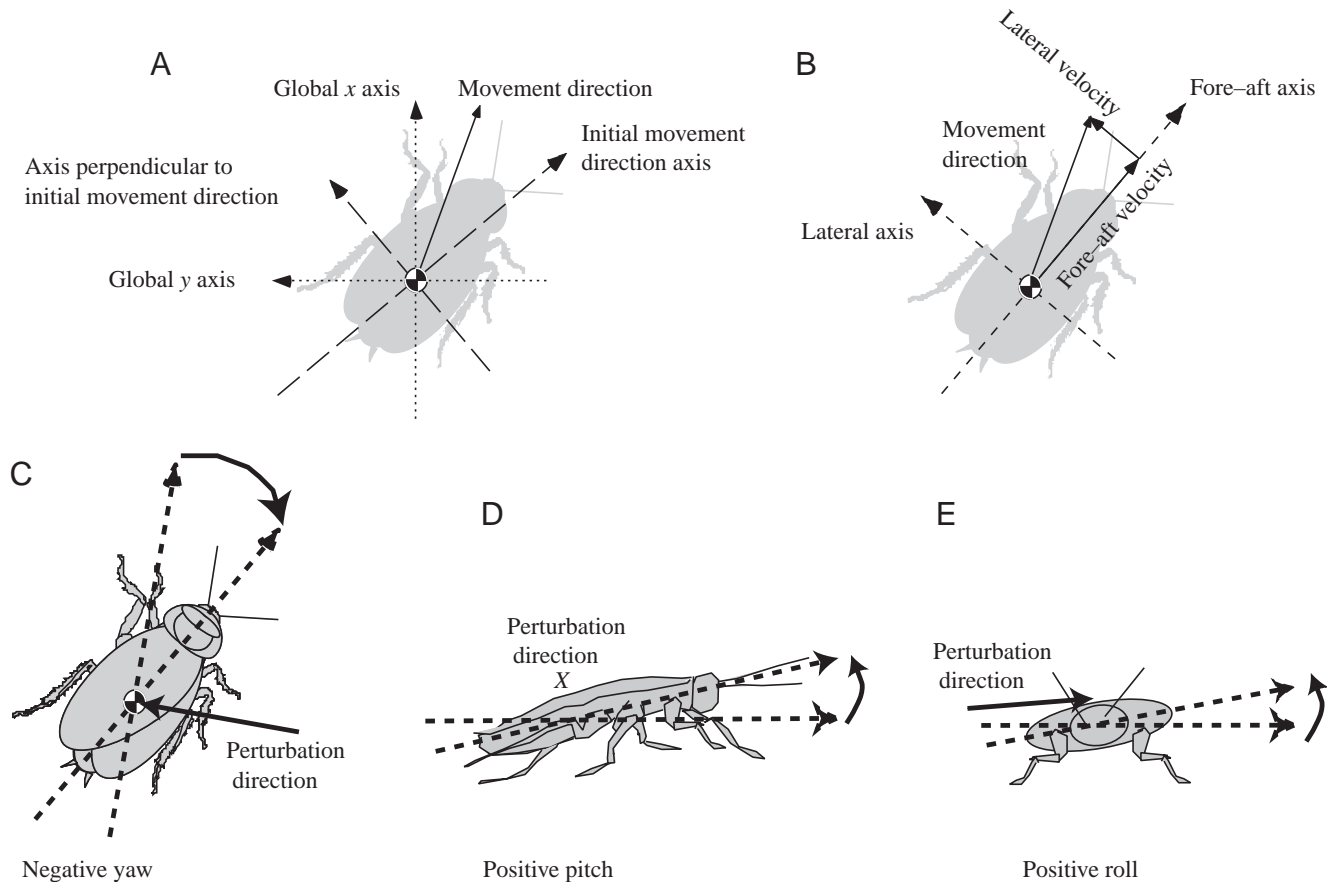 A
Global x axis
Movement direction
Initial movement
direction axis
Axis perpendicular to
initial movement direction
Global y axis
B
Lateral velocity
Fore–aft axis
Movement
direction
Fore–aft velocity
Lateral axis
C
Perturbation
direction
Negative yaw
D
Perturbation
direction
X
Positive pitch
E
Perturbation
direction
Positive roll